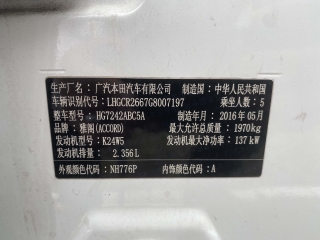 生产厂名: 广汽本田汽车有限公司 制造国: 中华人民共和国
车辆识别代号: LHGCR2667G8007197 乘坐人数: 5
整车型号: HG7242ABC5A 制造年月: 2016年05月
品牌: 雅阁(ACCORD) 最大允许总质量: 1970kg
发动机型号: K24W5 发动机最大净功率: 137kW
发动机排量: 2.356L
外观颜色代码: NH776P 内饰颜色代码: A